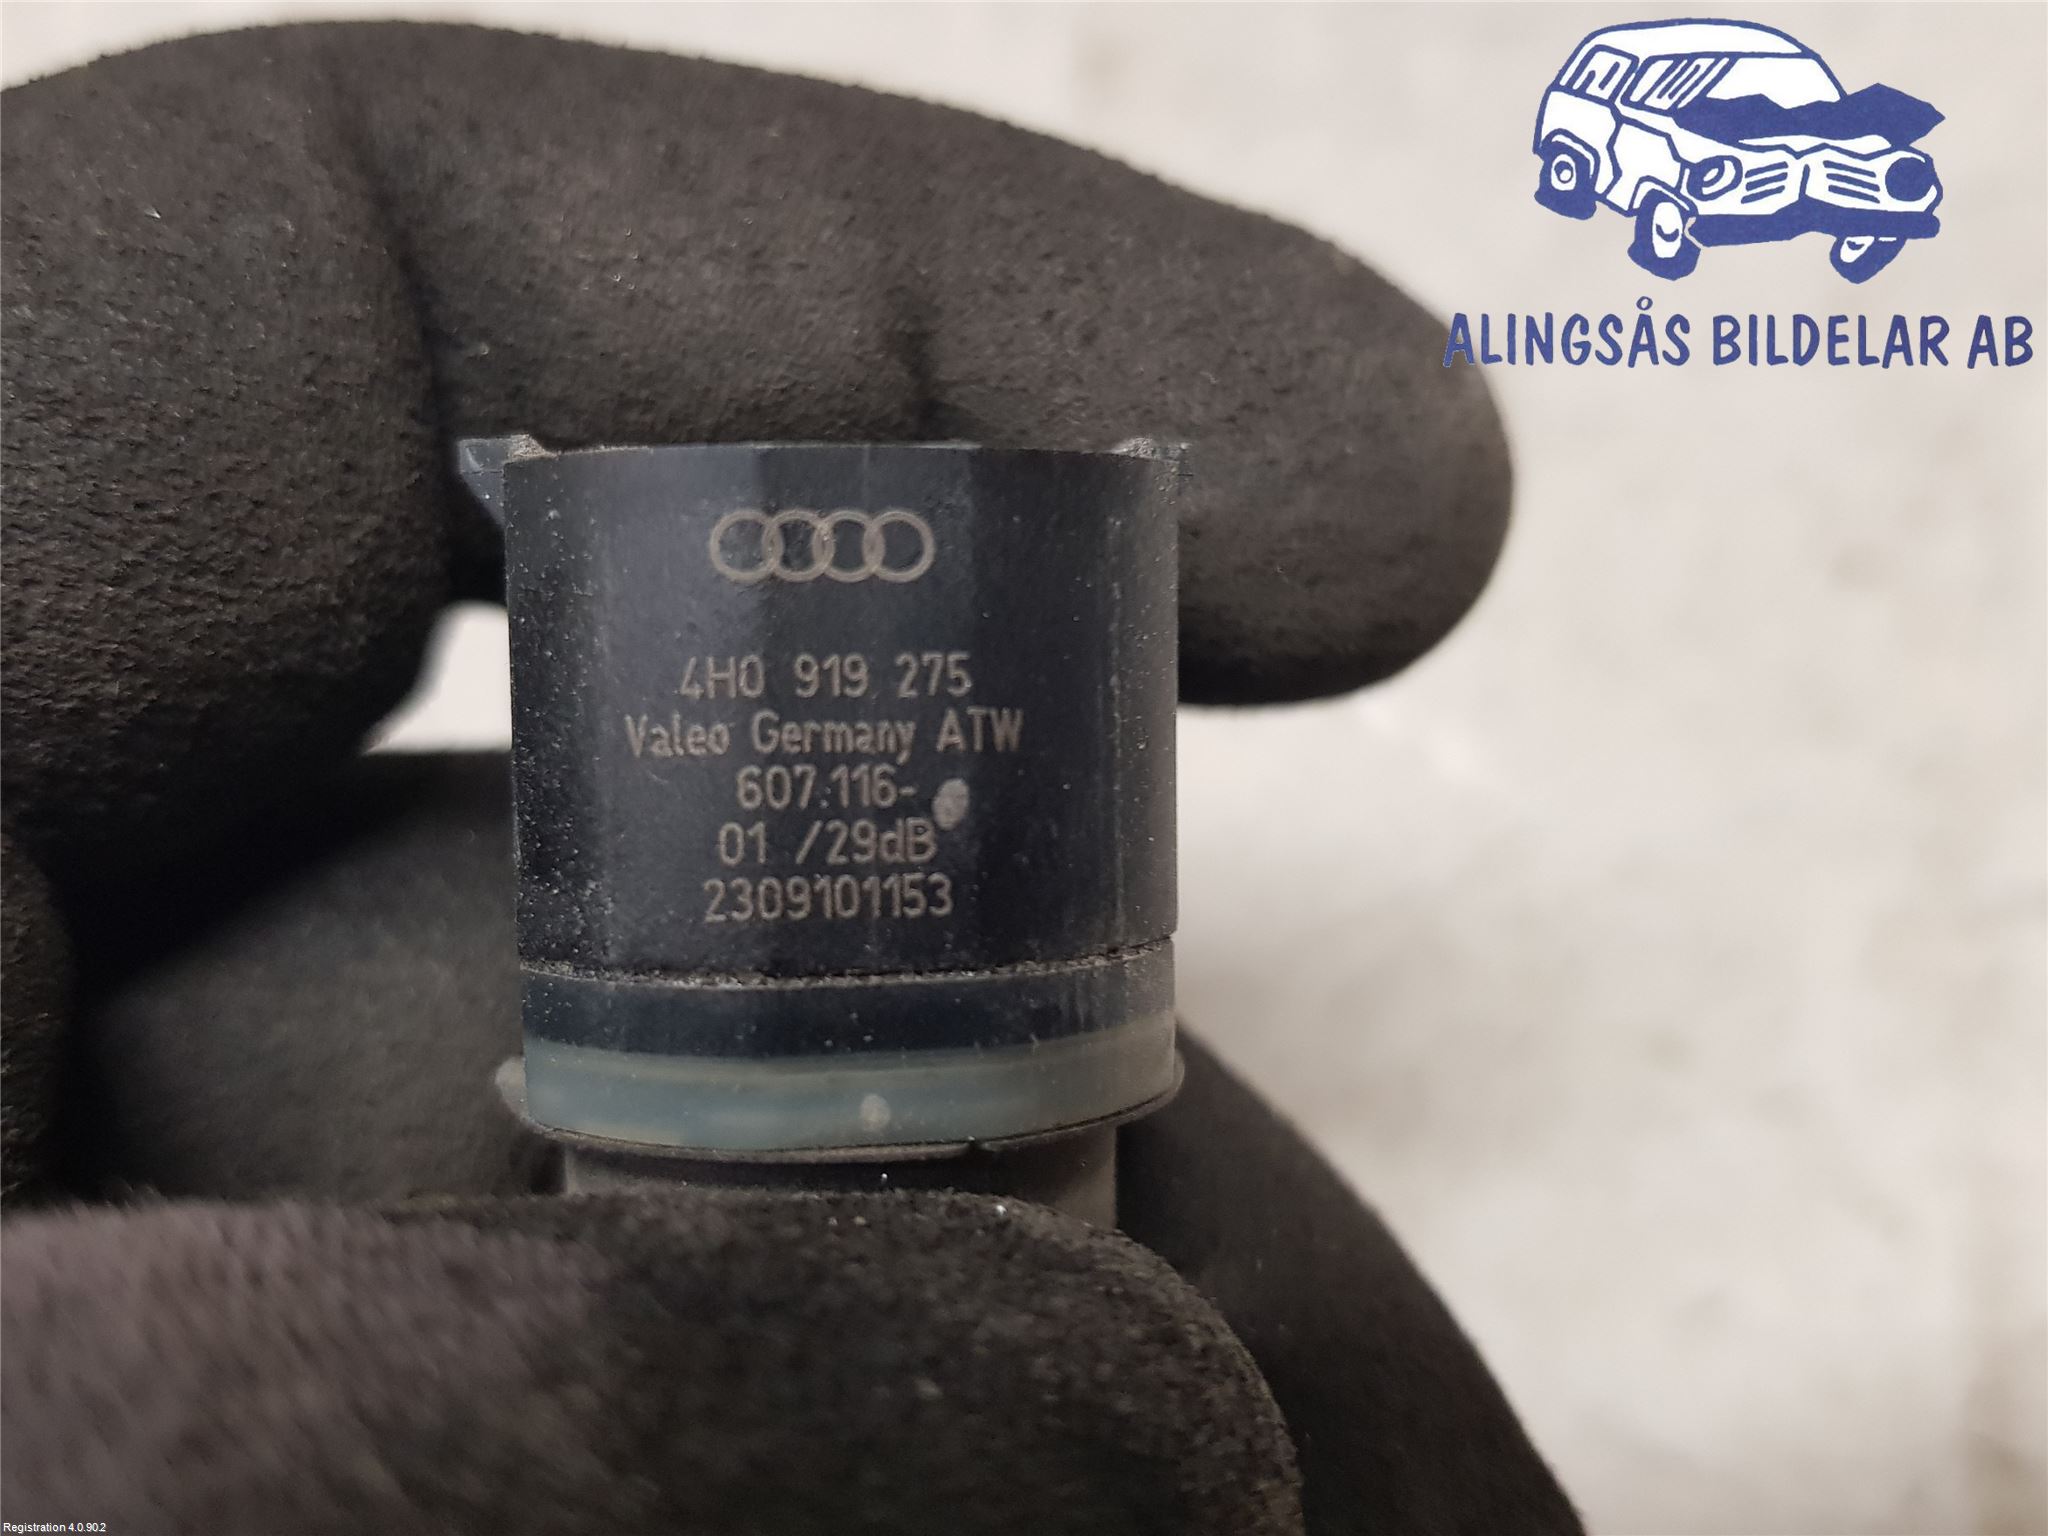 ALINGSÅS BILDELAR AB
4H0 919 275
Valeo Germany ATW
607.116-
01 /29dB
2309101153
Registration 4.0.90.2